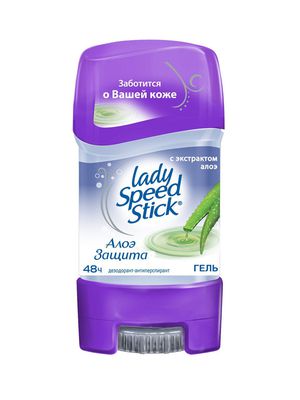 Заботится
о Вашей коже
с экстрактом
алоэ
lady
Speed
Stick®
Алоэ
Защита
48ч
дезодорант-антиперспирант
ГЕЛЬ